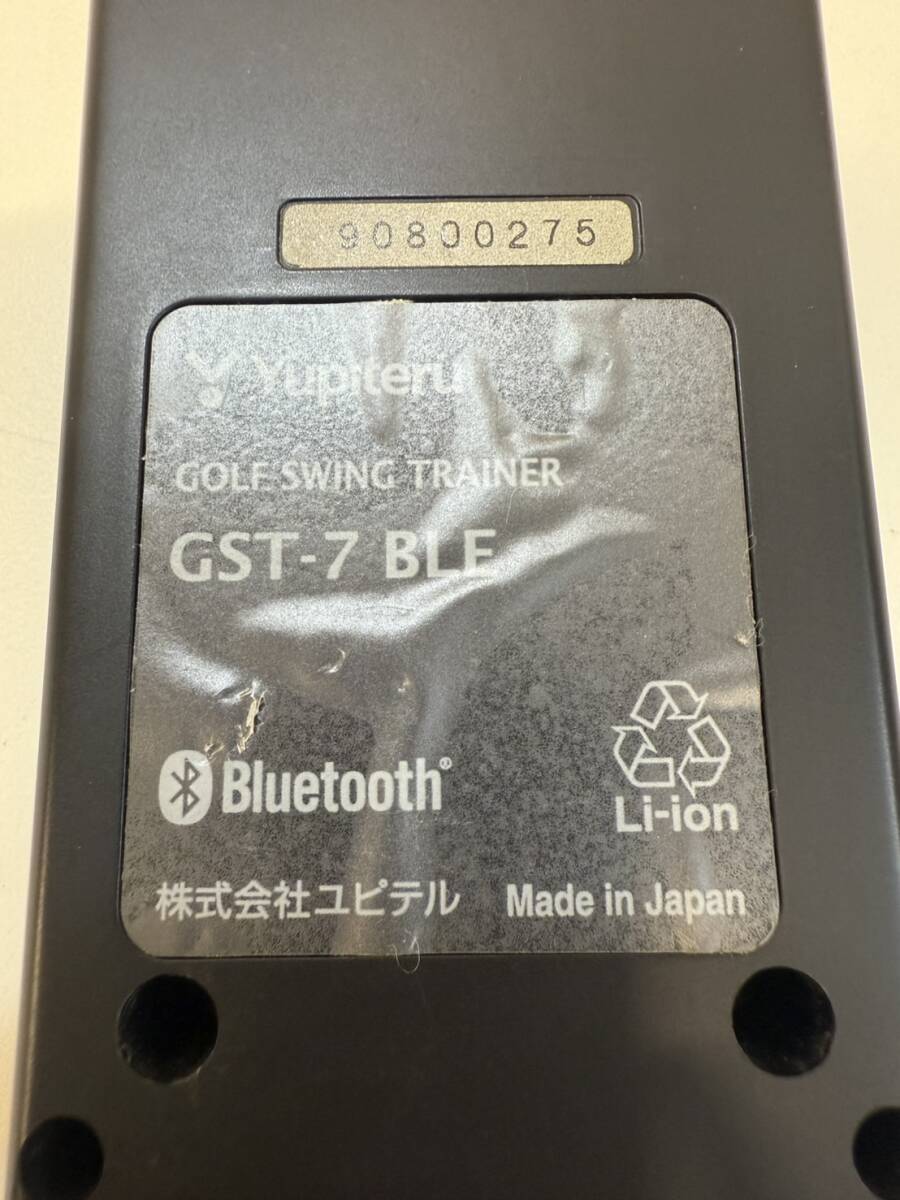 90800275
Yupiteru
GOLF SWING TRAINER
GST-7 BLE
Bluetooth®
Li-ion
株式会社ユピテル Made in Japan